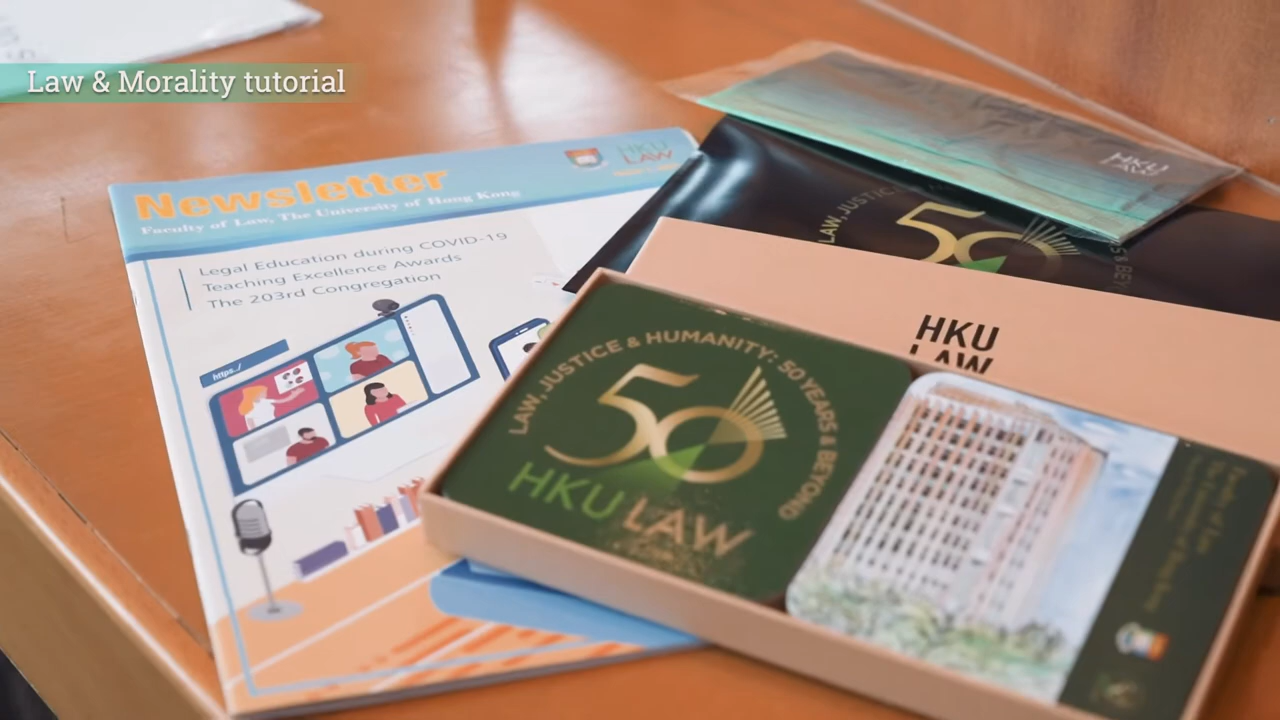 Law & Morality tutorial
Newsletter
Faculty of Law, The University of Hong Kong
HKU
LAW
Legal Education during COVID-19
Teaching Excellence Awards
The 203rd Congregation
https../
HKU
LAW
LAW, JUSTICE
50
HKU
LAW
LAW, JUSTICE & HUMANITY: 50 YEARS & BEYOND
50
HKU LAW